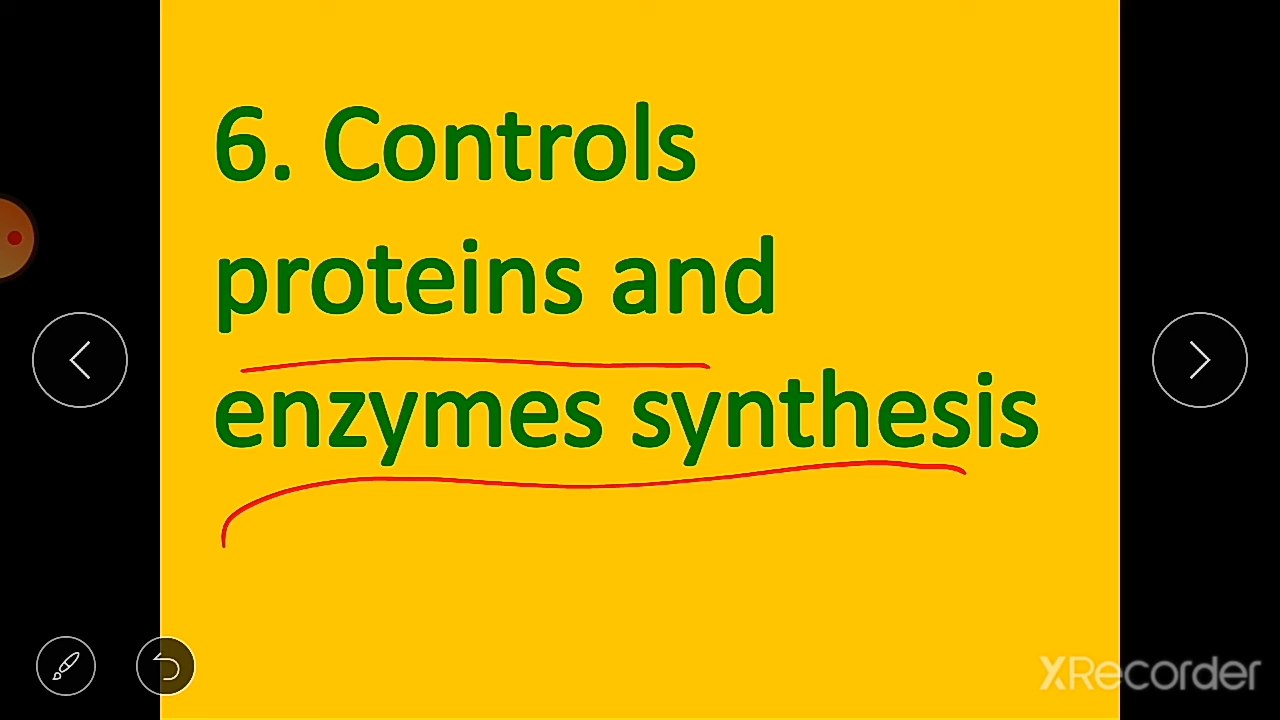 6. Controls
proteins and
enzymes synthesis
XRecorder